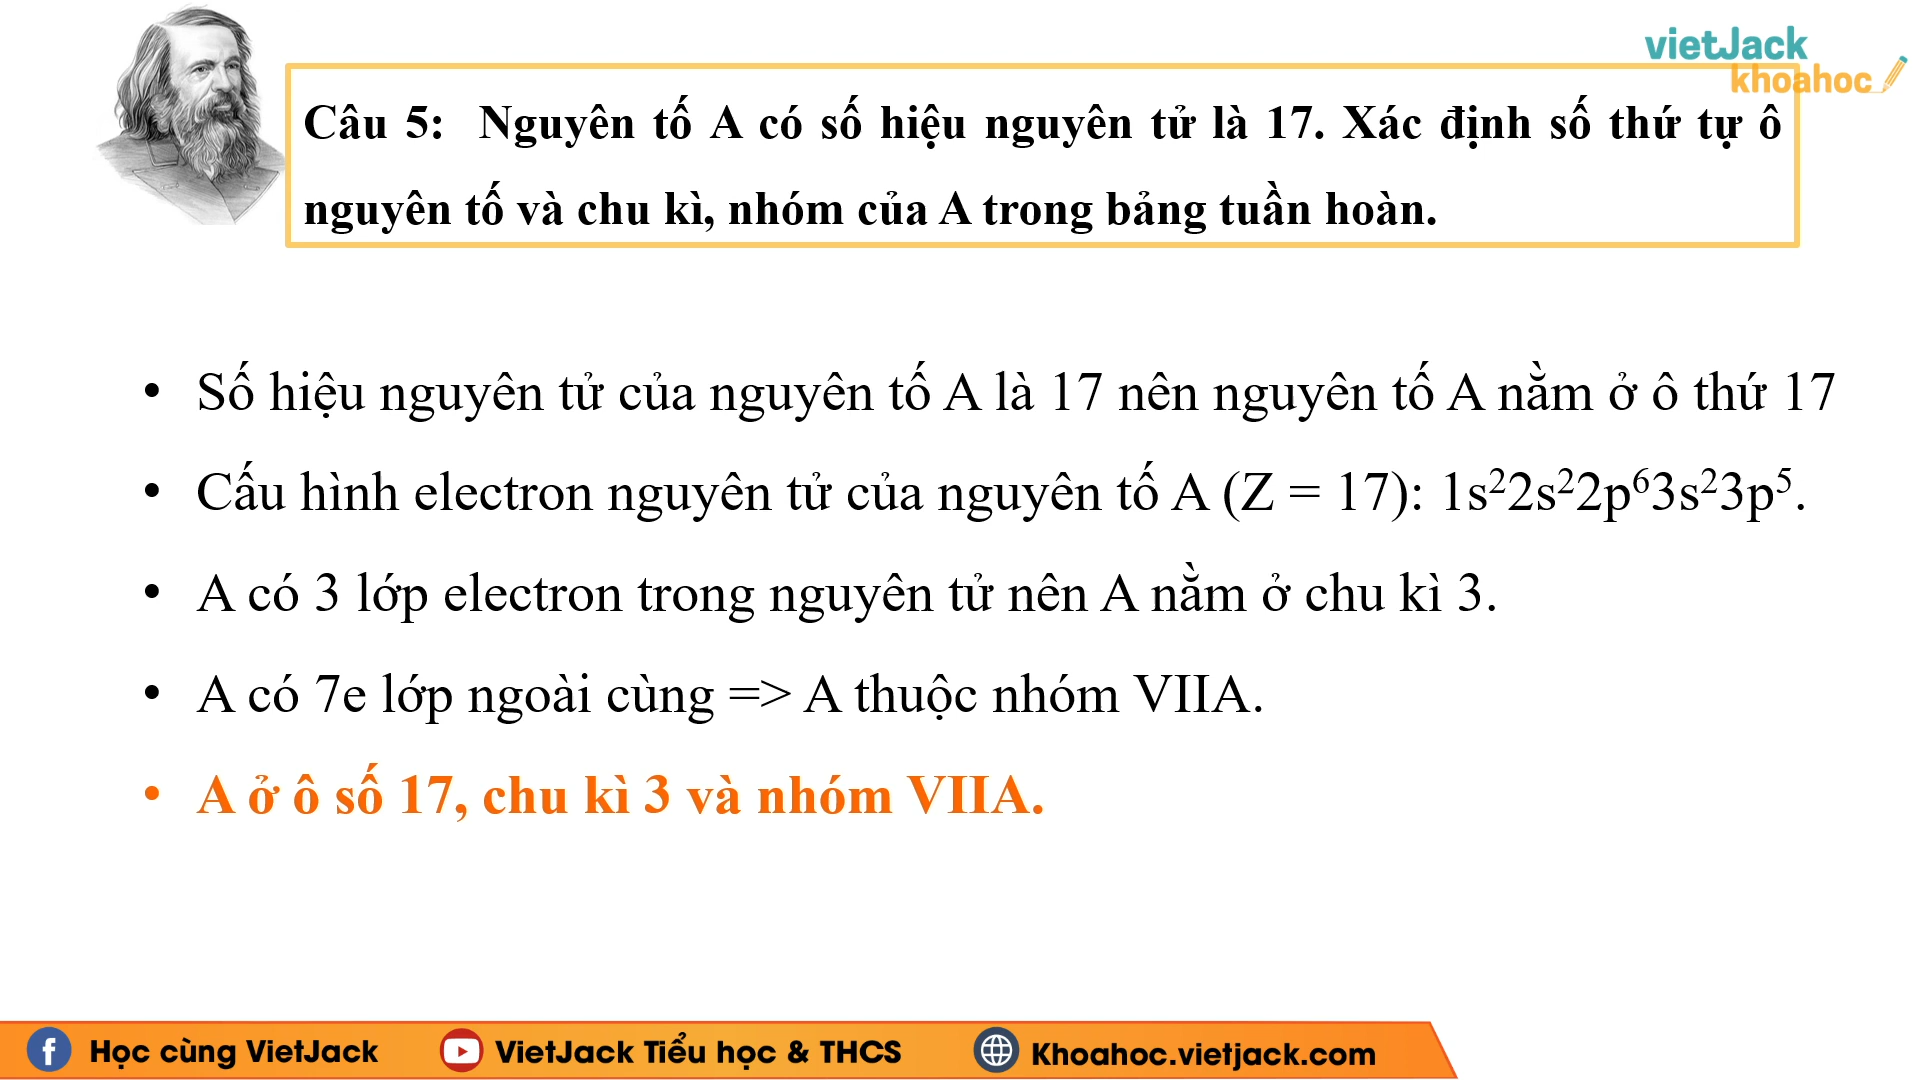 vietJack
khoahoc
Câu 5: Nguyên tố A có số hiệu nguyên tử là 17. Xác định số thứ tự ô
nguyên tố và chu kì, nhóm của A trong bảng tuần hoàn.
• Số hiệu nguyên tử của nguyên tố A là 17 nên nguyên tố A nằm ở ô thứ 17
• Cấu hình electron nguyên tử của nguyên tố A (Z = 17): 1s²2s²2p⁶3s²3p⁵.
• A có 3 lớp electron trong nguyên tử nên A nằm ở chu kì 3.
• A có 7e lớp ngoài cùng => A thuộc nhóm VIIA.
• A ở ô số 17, chu kì 3 và nhóm VIIA.
Học cùng VietJack
VietJack Tiểu học & THCS
Khoahoc.vietjack.com